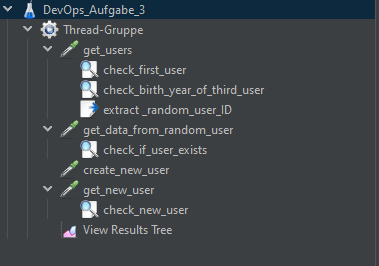 DevOps_Aufgabe_3
Thread-Gruppe
get_users
check_first_user
check_birth_year_of_third_user
extract _random_user_ID
get_data_from_random_user
check_if_user_exists
create_new_user
get_new_user
check_new_user
View Results Tree